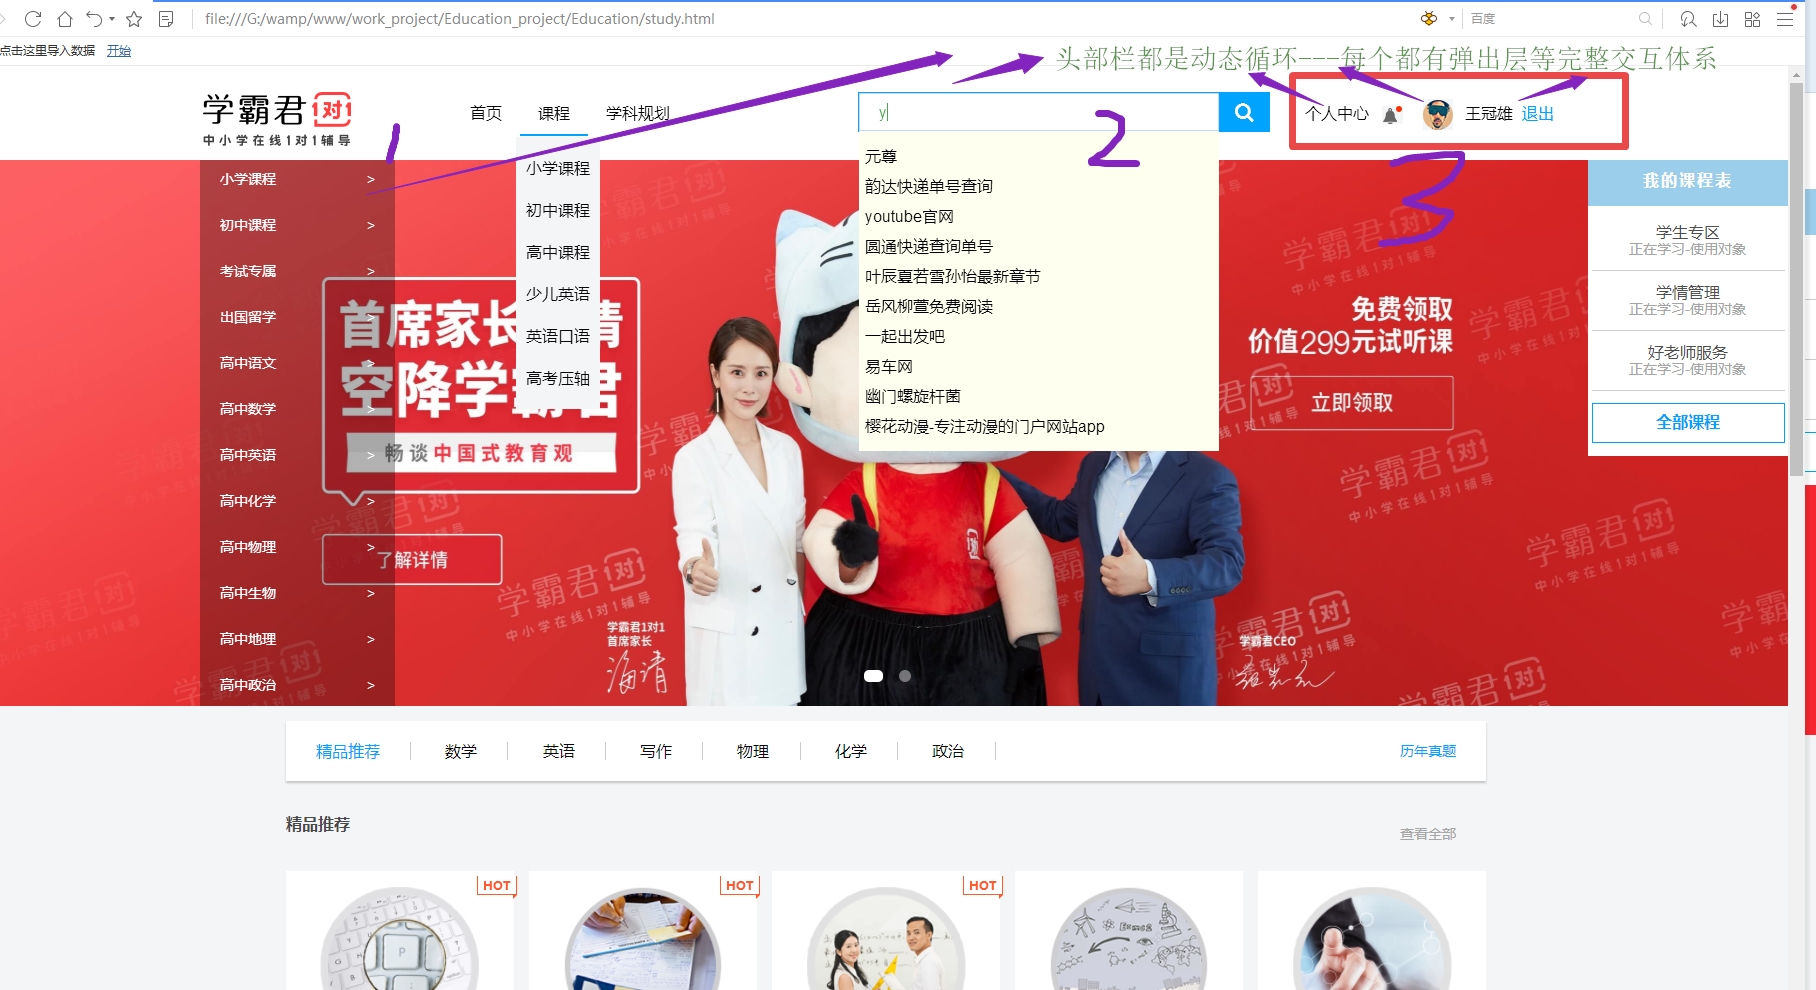 file:///G:/wamp/www/work_project/Education_project/Education/study.html
百度
点击这里导入数据 开始
头部栏都是动态循环---每个都有弹出层等完整交互体系
学霸君1对1
中小学在线1对1辅导
首页 课程 学科规划
y
个人中心 王冠雄 退出
1
2
3
小学课程 >
初中课程 >
考试专属 >
出国留学 >
高中语文 >
高中数学 >
高中英语 >
高中化学 >
高中物理 >
高中生物 >
高中地理 >
高中政治 >
小学课程
初中课程
高中课程
少儿英语
英语口语
高考压轴
元尊
韵达快递单号查询
youtube官网
圆通快递查询单号
叶辰夏若雪孙怡最新章节
岳风柳萱免费阅读
一起出发吧
易车网
幽门螺旋杆菌
樱花动漫-专注动漫的门户网站app
首席家长
空降学霸君
畅谈中国式教育观
了解详情
学霸君1对1
首席家长
海清
免费领取
价值299元试听课
立即领取
学霸君CEO
我的课程表
学生专区
正在学习-使用对象
学情管理
正在学习-使用对象
好老师服务
正在学习-使用对象
全部课程
精品推荐 数学 英语 写作 物理 化学 政治 历年真题
精品推荐
查看全部
HOT
HOT
HOT
P